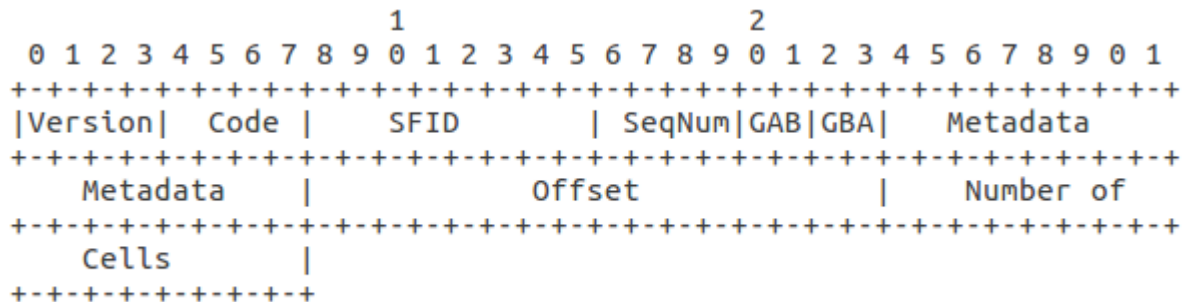 1                   2
 0 1 2 3 4 5 6 7 8 9 0 1 2 3 4 5 6 7 8 9 0 1 2 3 4 5 6 7 8 9 0 1
+-+-+-+-+-+-+-+-+-+-+-+-+-+-+-+-+-+-+-+-+-+-+-+-+-+-+-+-+-+-+-+-+
|Version|  Code |    SFID       | SeqNum|GAB|GBA|   Metadata
+-+-+-+-+-+-+-+-+-+-+-+-+-+-+-+-+-+-+-+-+-+-+-+-+-+-+-+-+-+-+-+-+
    Metadata    |            Offset             |    Number of
+-+-+-+-+-+-+-+-+-+-+-+-+-+-+-+-+-+-+-+-+-+-+-+-+-+-+-+-+-+-+-+-+
    Cells       |
+-+-+-+-+-+-+-+-+